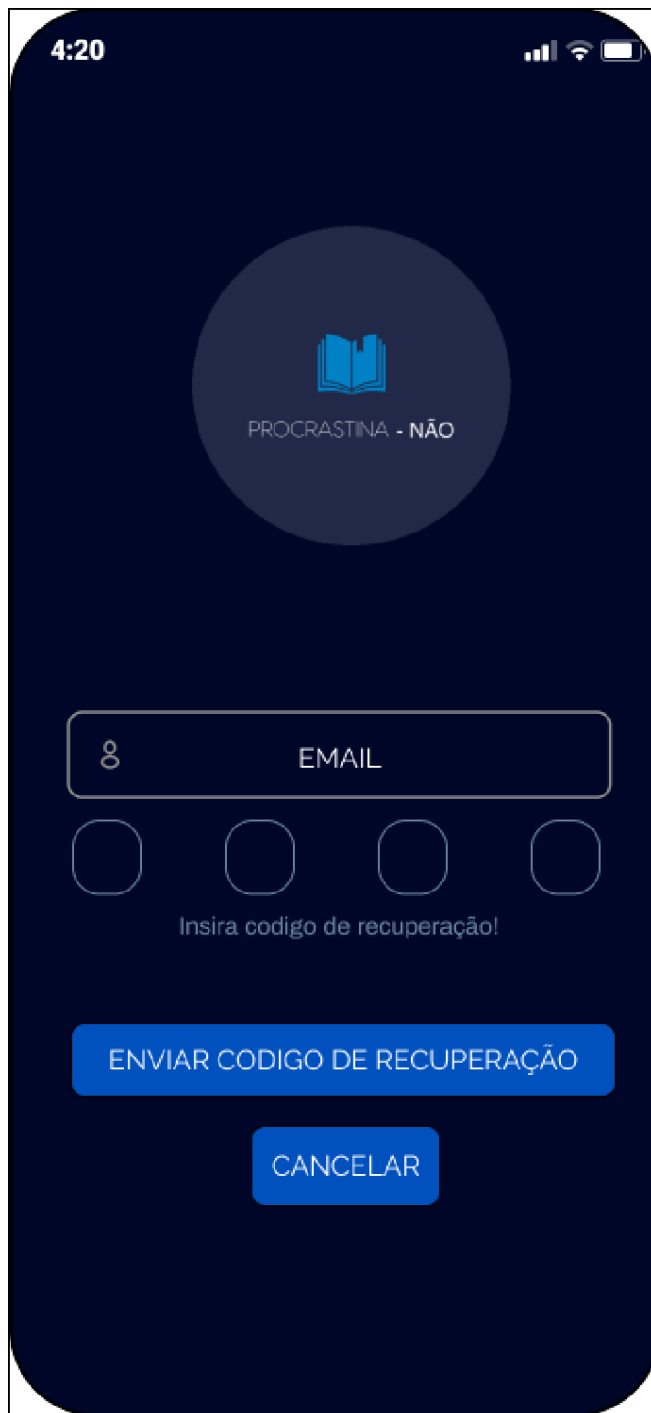 4:20
PROCRASTINA - NÃO
EMAIL
Insira codigo de recuperação!
ENVIAR CODIGO DE RECUPERAÇÃO
CANCELAR